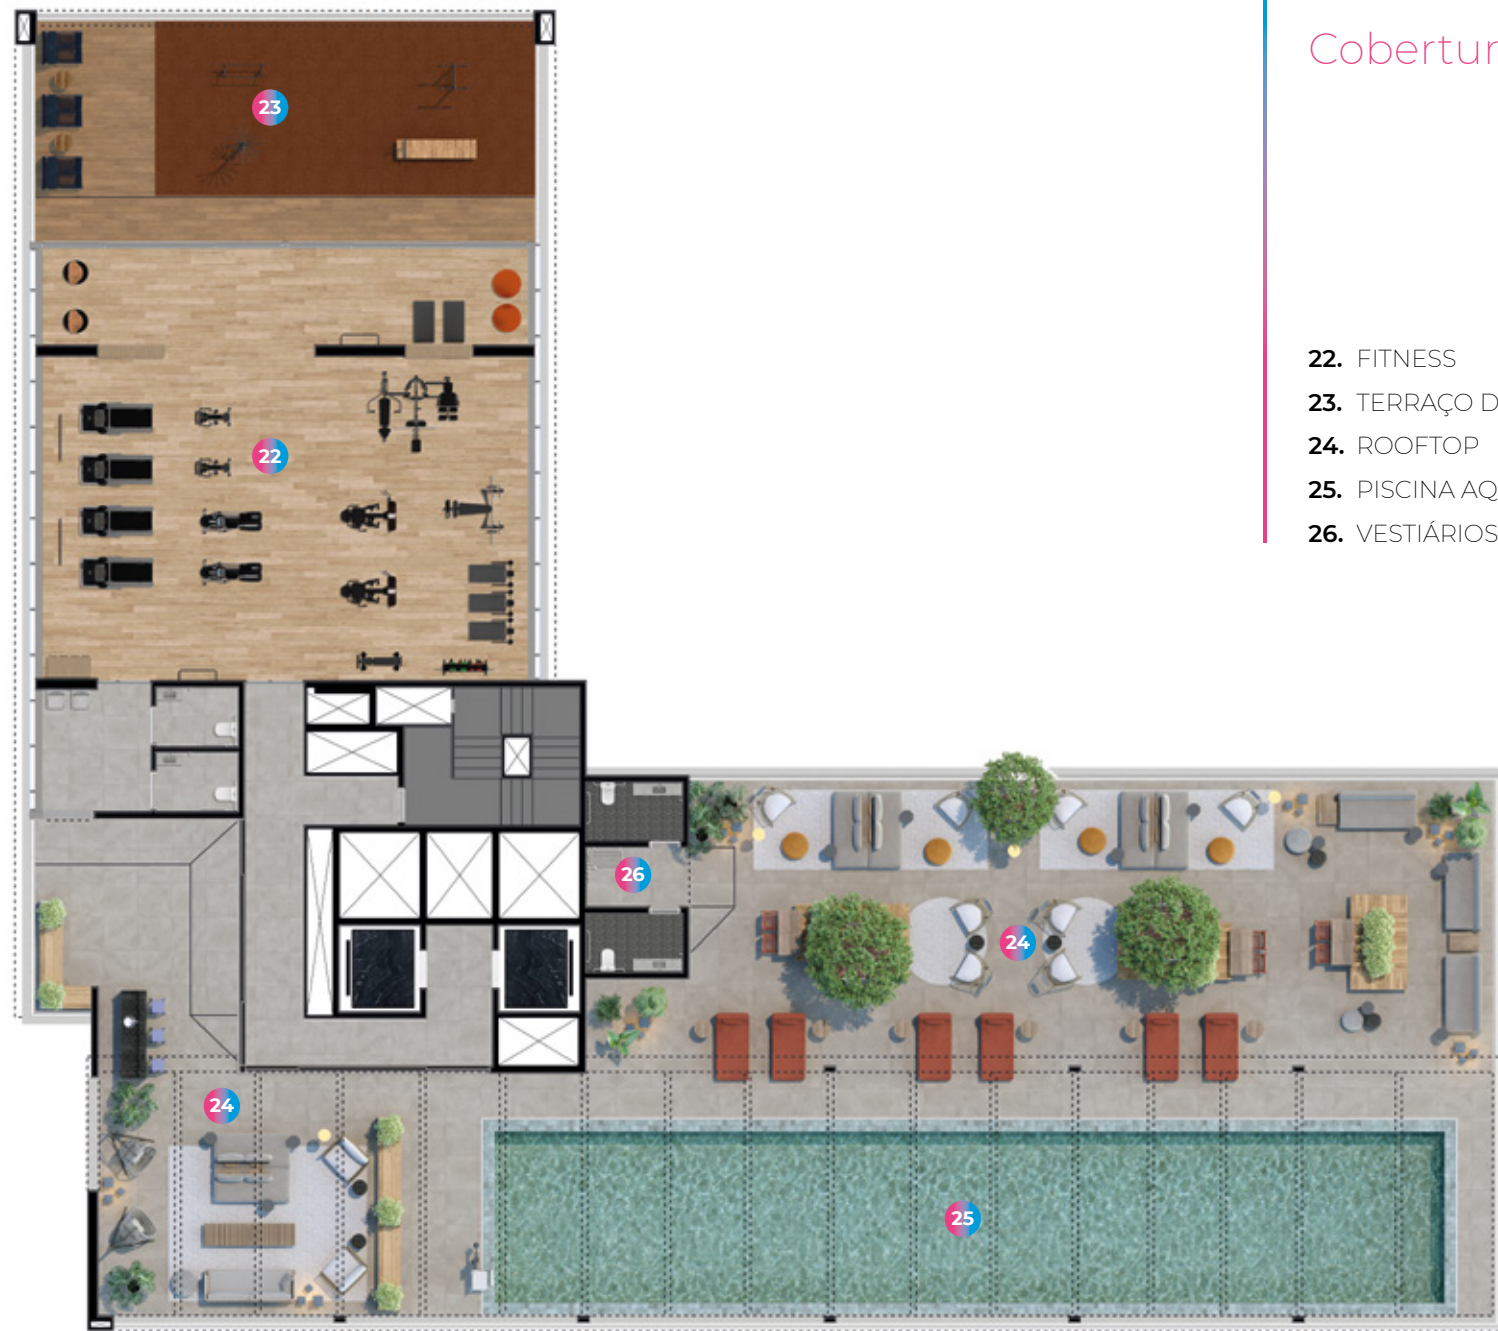 Cobertur
22. FITNESS
23. TERRAÇO D
24. ROOFTOP
25. PISCINA AQ
26. VESTIÁRIOS
23
22
26
24
24
25